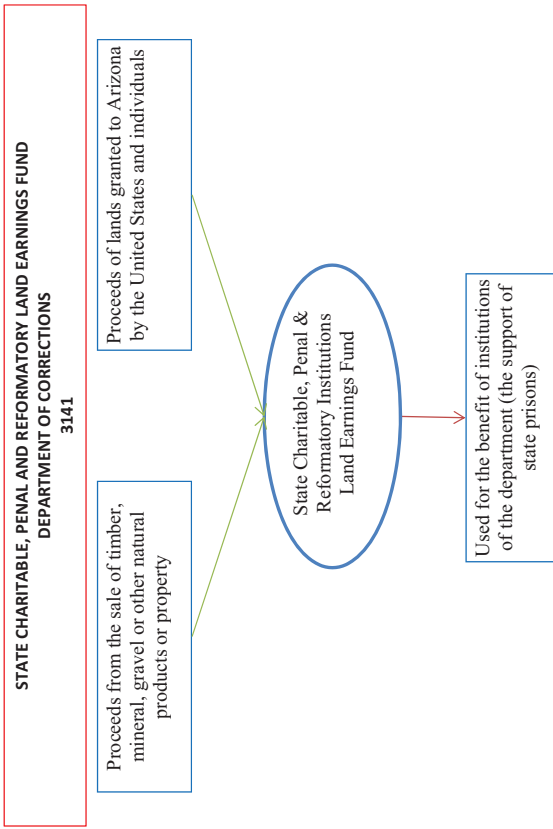 STATE CHARITABLE, PENAL AND REFORMATORY LAND EARNINGS FUND
DEPARTMENT OF CORRECTIONS
3141
Proceeds from the sale of timber,
mineral, gravel or other natural
products or property
Proceeds of lands granted to Arizona
by the United States and individuals
State Charitable, Penal &
Reformatory Institutions
Land Earnings Fund
Used for the benefit of institutions
of the department (the support of
state prisons)